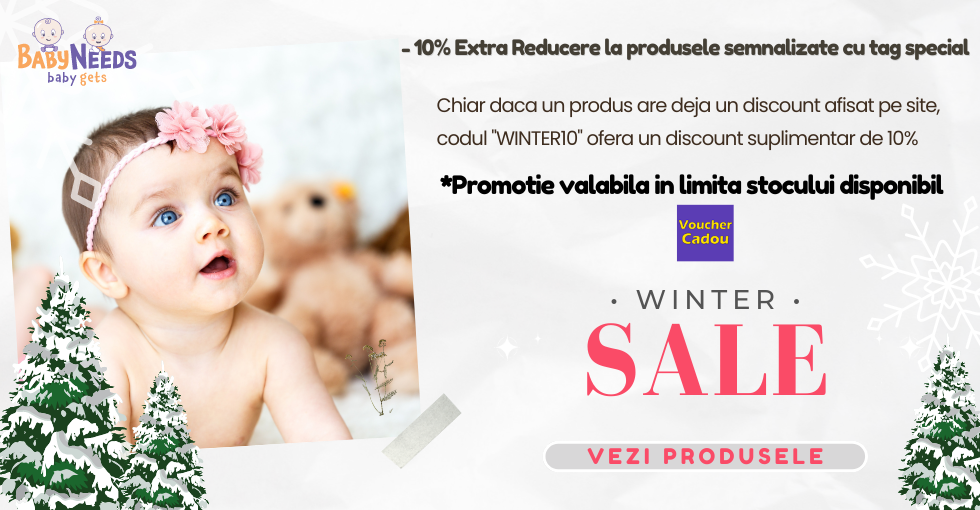 BABYNEEDS
baby gets
- 10% Extra Reducere la produsele semnalizate cu tag special
Chiar daca un produs are deja un discount afisat pe site,
codul "WINTER10" ofera un discount suplimentar de 10%
*Promotie valabila in limita stocului disponibil
Voucher
Cadou
• WINTER •
SALE
VEZI PRODUSELE